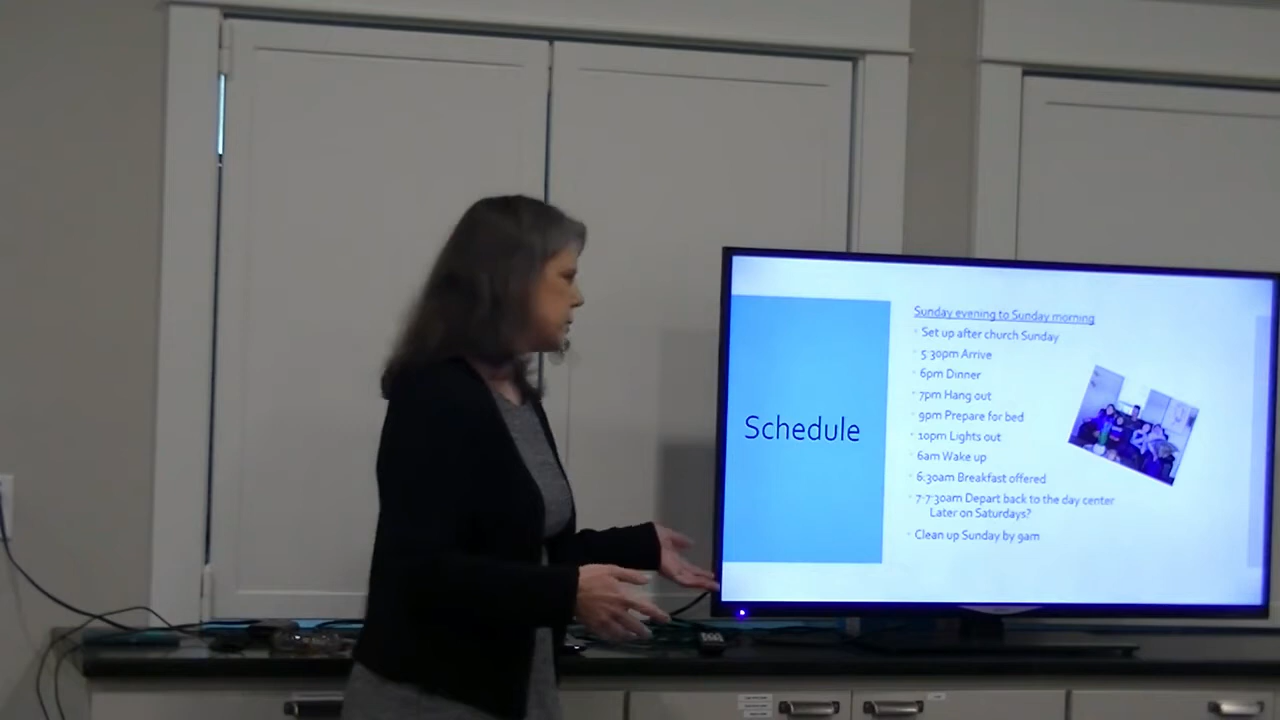 Schedule
Sunday evening to Sunday morning
Set up after church Sunday
5:30pm Arrive
6pm Dinner
7pm Hang out
9pm Prepare for bed
10pm Lights out
6am Wake up
6:30am Breakfast offered
7-7:30am Depart back to the day center
Later on Saturdays?
Clean up Sunday by 9am